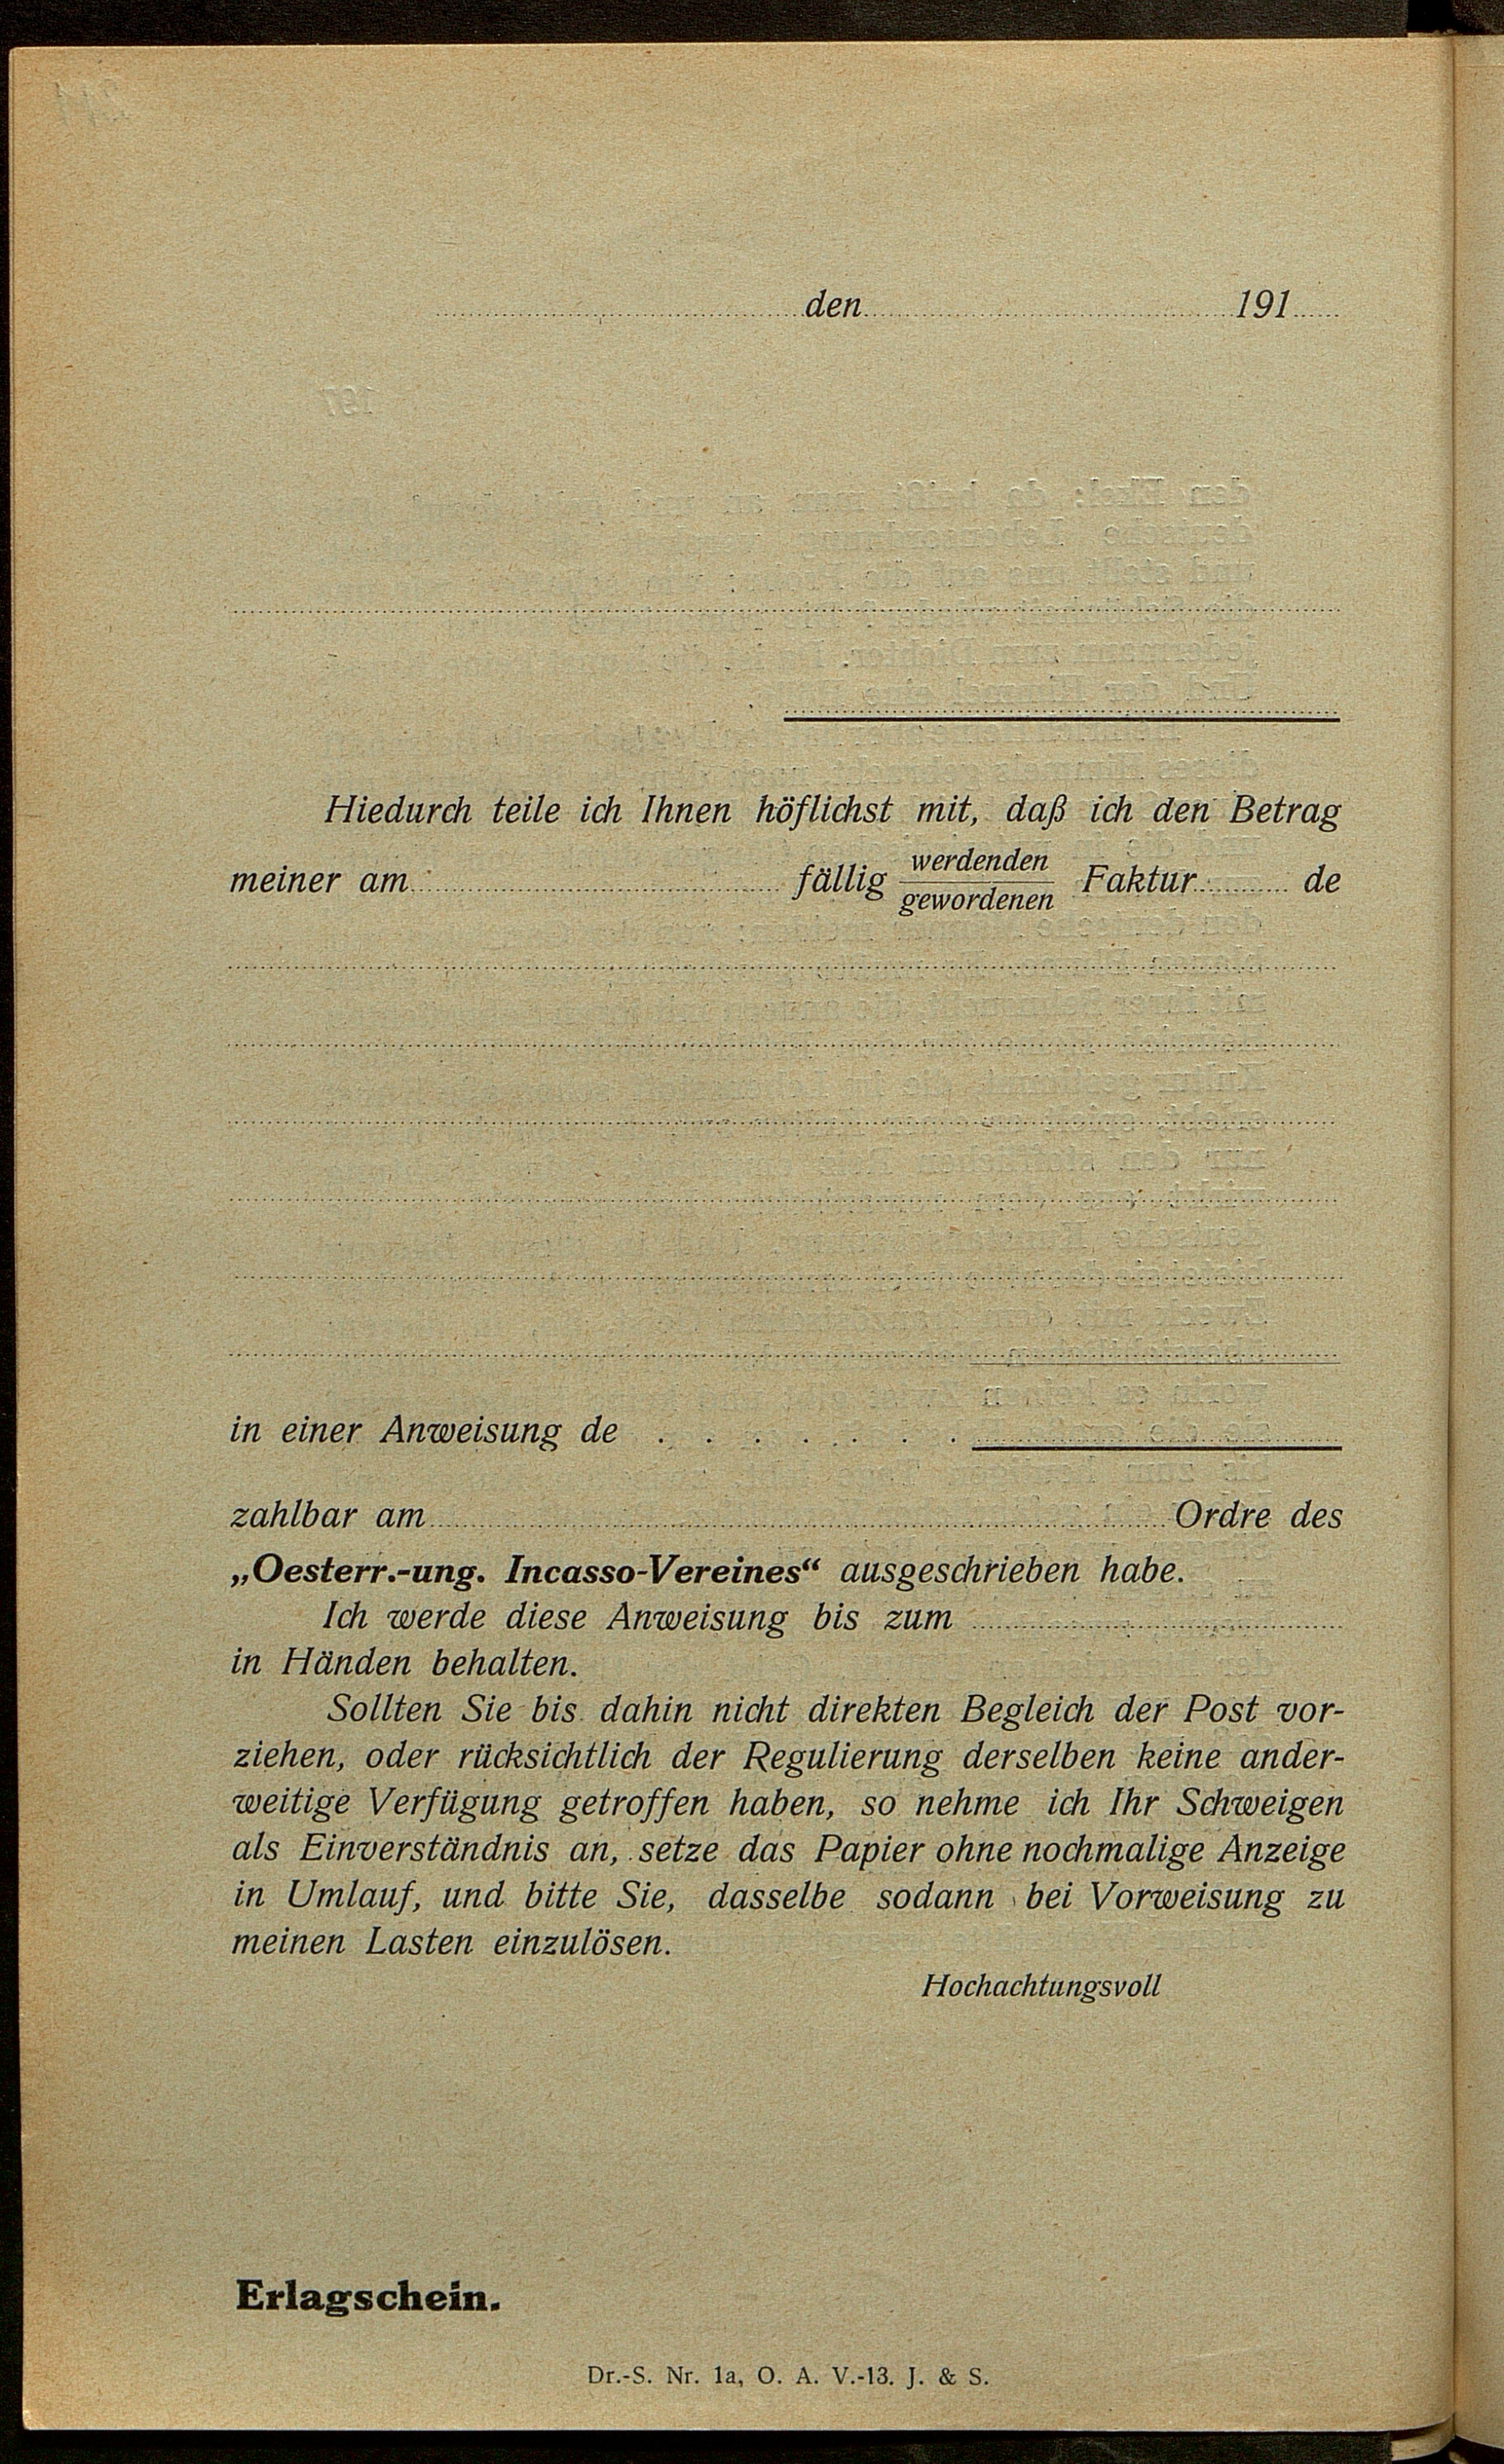 den 191
Hiedurch teile ich Ihnen höflichst mit, daß ich den Betrag
meiner am fällig werdenden gewordenen Faktur de
in einer Anweisung de . . . . . . .
zahlbar am Ordre des
„Oesterr.-ung. Incasso-Vereines“ ausgeschrieben habe.
Ich werde diese Anweisung bis zum
in Händen behalten.
Sollten Sie bis dahin nicht direkten Begleich der Post vor-
ziehen, oder rücksichtlich der Regulierung derselben keine ander-
weitige Verfügung getroffen haben, so nehme ich Ihr Schweigen
als Einverständnis an, setze das Papier ohne nochmalige Anzeige
in Umlauf, und bitte Sie, dasselbe sodann bei Vorweisung zu
meinen Lasten einzulösen.
Hochachtungsvoll
Erlagschein.
Dr.-S. Nr. 1a, O. A. V.-13. J. & S.